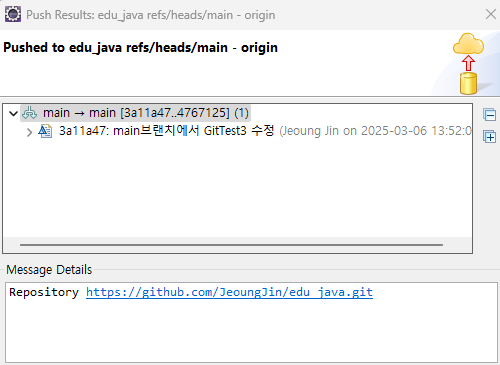 Push Results: edu_java refs/heads/main - origin
Pushed to edu_java refs/heads/main - origin
main → main [3a11a47..4767125] (1)
3a11a47: main브랜치에서 GitTest3 수정 (Jeoung Jin on 2025-03-06 13:52:0
Message Details
Repository https://github.com/JeoungJin/edu_java.git